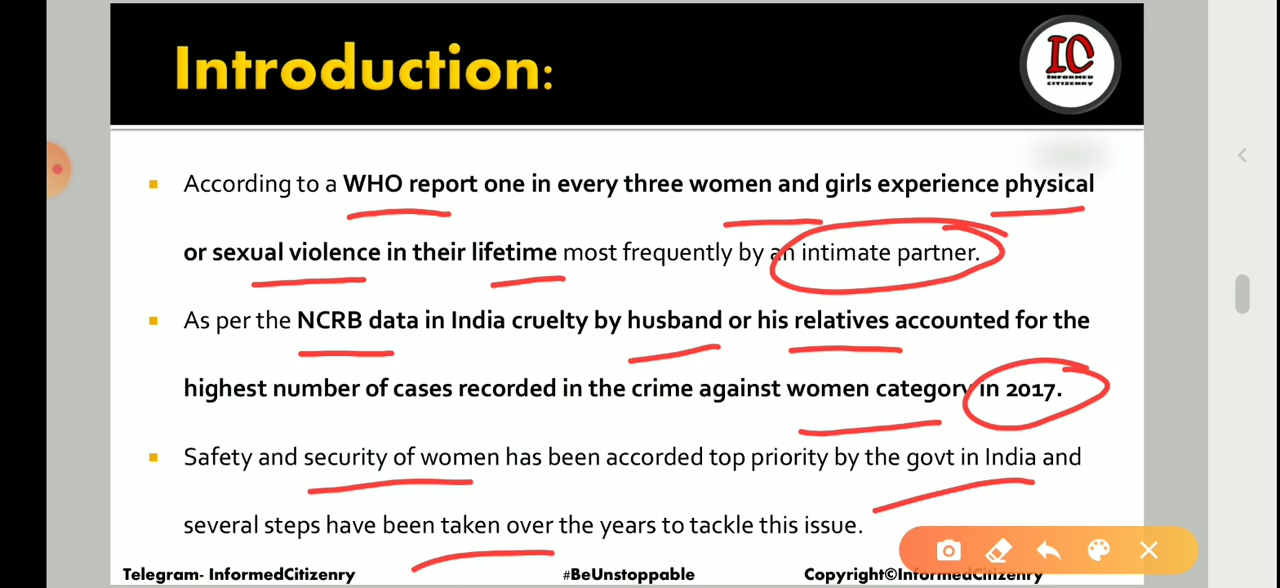 Introduction:
IC
INFORMED
CITIZENRY
According to a WHO report one in every three women and girls experience physical
or sexual violence in their lifetime most frequently by an intimate partner.
As per the NCRB data in India cruelty by husband or his relatives accounted for the
highest number of cases recorded in the crime against women category in 2017.
Safety and security of women has been accorded top priority by the govt in India and
several steps have been taken over the years to tackle this issue.
Telegram- InformedCitizenry #BeUnstoppable Copyright©InformedCitizenry